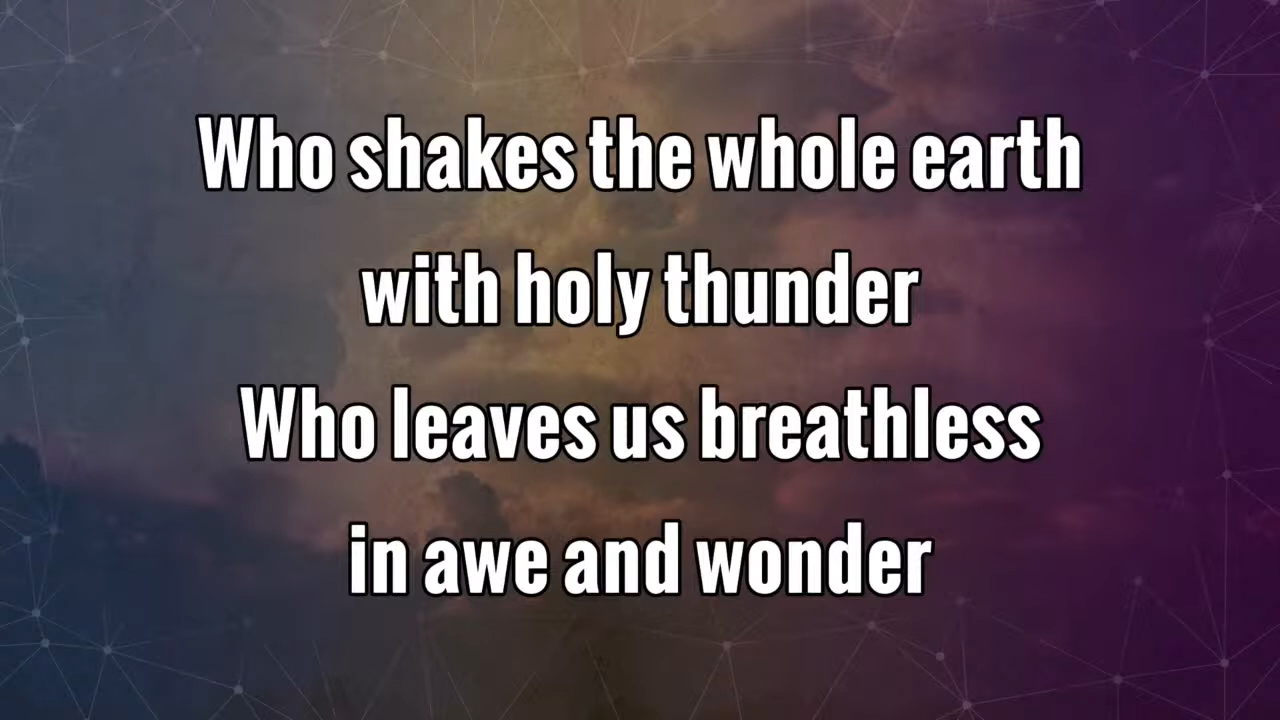 Who shakes the whole earth
with holy thunder
Who leaves us breathless
in awe and wonder